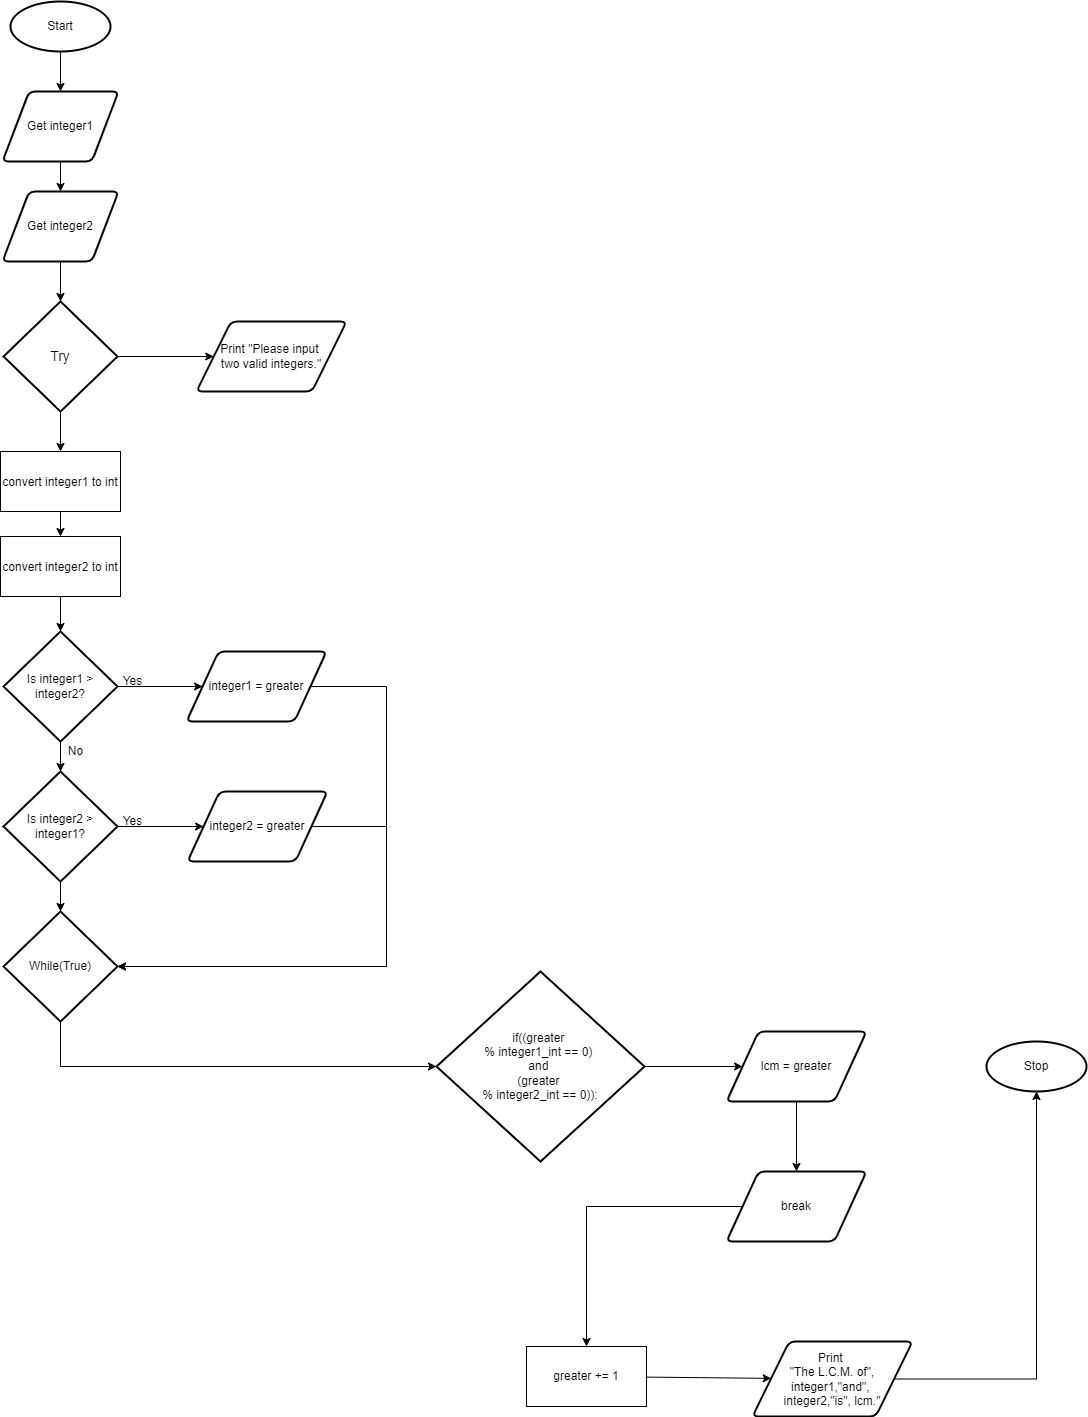 Start
Get integer1
Get integer2
Try
Print "Please input
two valid integers."
convert integer1 to int
convert integer2 to int
Is integer1 >
integer2?
Yes
integer1 = greater
No
Is integer2 >
integer1?
Yes
integer2 = greater
While(True)
if((greater
% integer1_int == 0)
and
(greater
% integer2_int == 0)):
lcm = greater
Stop
break
greater += 1
Print
"The L.C.M. of",
integer1,"and",
integer2,"is", lcm."